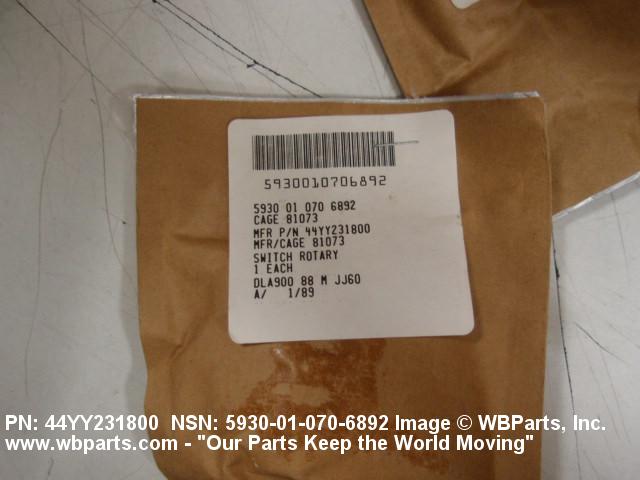 5930010706892
5930 01 070 6892
CAGE 81073
MFR P/N 44YY231800
MFR/CAGE 81073
SWITCH ROTARY
1 EACH
DLA900 88 M JJ60
A/ 1/89
PN: 44YY231800 NSN: 5930-01-070-6892 Image © WBParts, Inc.
www.wbparts.com - "Our Parts Keep the World Moving"